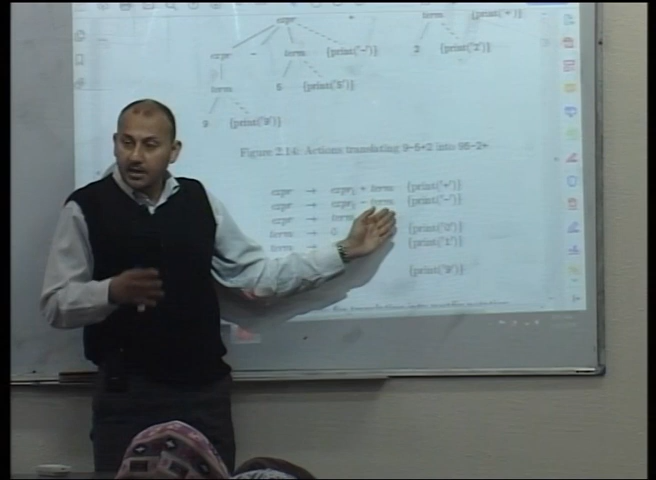 expr + term {print('+')}
expr - term {print('-')} 2 {print('2')}
term 5 {print('5')}
9 {print('9')}
Figure 2.14: Actions translating 9-5+2 into 95-2+
expr → expr₁ + term {print('+')}
expr → expr₁ - term {print('-')}
expr → term
term → 0 {print('0')}
term → {print('1')}
{print('9')}